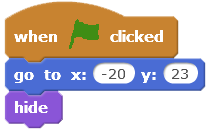 when clicked
go to x: -20 y: 23
hide